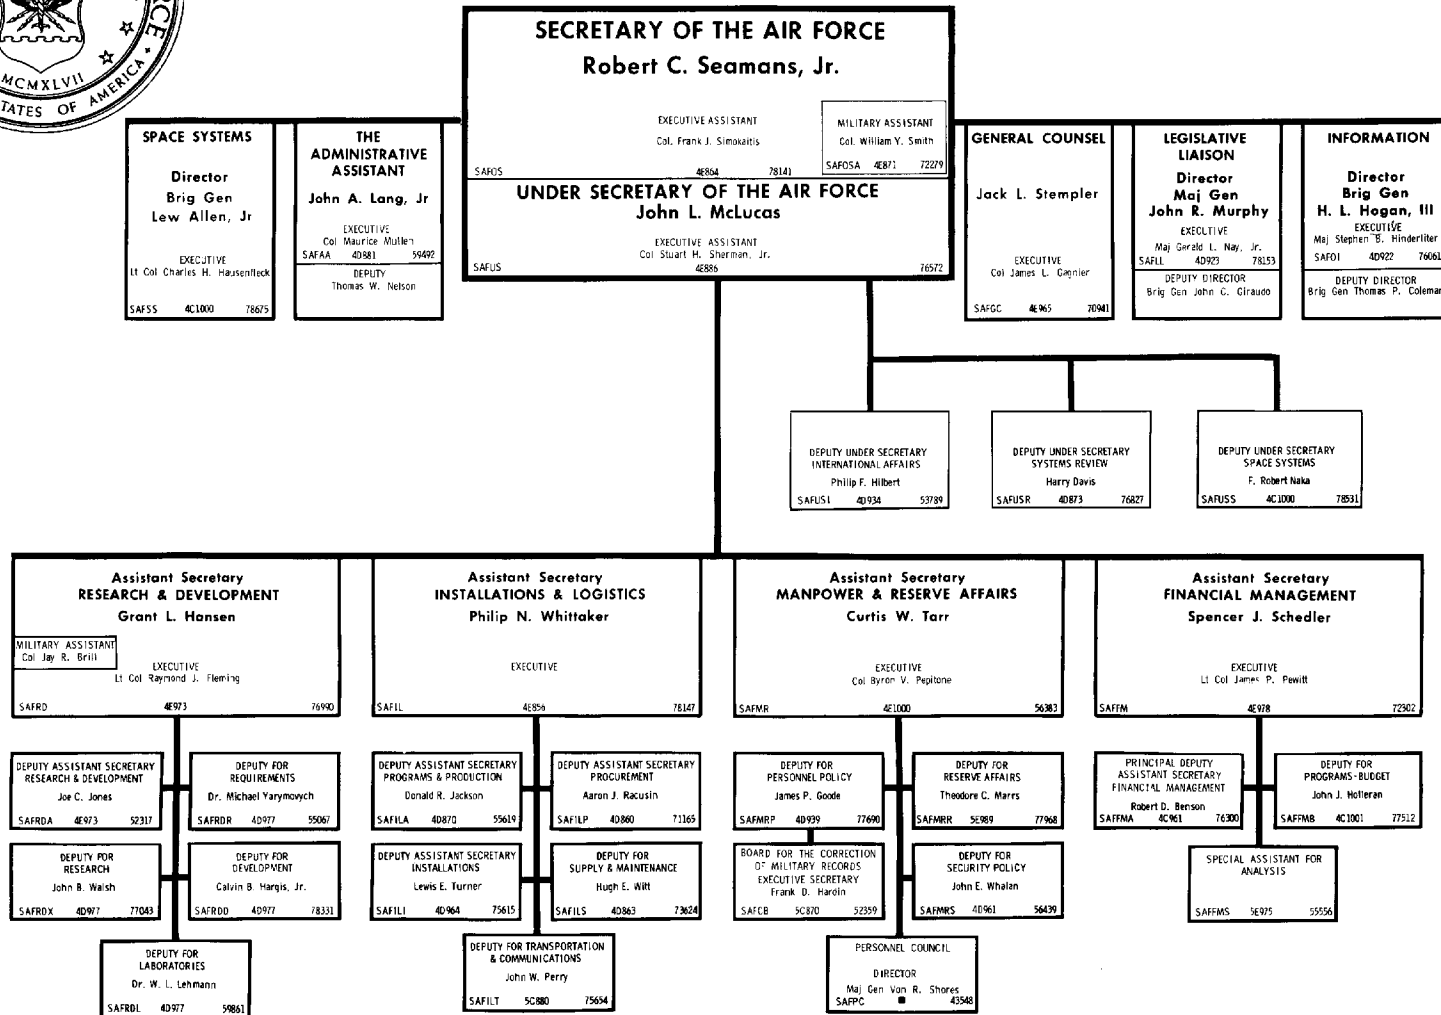 RCE
MCMXLVII
TATES OF AMERICA
SECRETARY OF THE AIR FORCE
Robert C. Seamans, Jr.
EXECUTIVE ASSISTANT
Col. Frank J. Simokaitis
SAFOS 4E864 78141
MILITARY ASSISTANT
Col. William Y. Smith
SAFOSA 4E871 72279
UNDER SECRETARY OF THE AIR FORCE
John L. McLucas
EXECUTIVE ASSISTANT
Col Stuart H. Sherman, Jr.
SAFUS 4E886 76572
SPACE SYSTEMS
Director
Brig Gen
Lew Allen, Jr
EXECUTIVE
Lt Col Charles H. Hausenfleck
SAFSS 4C1000 78675
THE
ADMINISTRATIVE
ASSISTANT
John A. Lang, Jr
EXECUTIVE
Col Maurice Mullen
SAFAA 4D881 59492
DEPUTY
Thomas W. Nelson
GENERAL COUNSEL
Jack L. Stempler
EXECUTIVE
Col James L. Gagnier
SAFGC 4E965 70941
LEGISLATIVE
LIAISON
Director
Maj Gen
John R. Murphy
EXECUTIVE
Maj Gerald L. Nay, Jr.
SAFLL 4D923 78153
DEPUTY DIRECTOR
Brig Gen John C. Giraudo
INFORMATION
Director
Brig Gen
H. L. Hogan, III
EXECUTIVE
Maj Stephen B. Hinderliter
SAFOI 4D922 76061
DEPUTY DIRECTOR
Brig Gen Thomas P. Coleman
DEPUTY UNDER SECRETARY
INTERNATIONAL AFFAIRS
Philip F. Hilbert
SAFUSI 4D934 53789
DEPUTY UNDER SECRETARY
SYSTEMS REVIEW
Harry Davis
SAFUSR 4D873 76827
DEPUTY UNDER SECRETARY
SPACE SYSTEMS
F. Robert Naka
SAFUSS 4C1000 78531
Assistant Secretary
RESEARCH & DEVELOPMENT
Grant L. Hansen
MILITARY ASSISTANT
Col Jay R. Brill
EXECUTIVE
Lt Col Raymond J. Fleming
SAFRD 4E973 76990
Assistant Secretary
INSTALLATIONS & LOGISTICS
Philip N. Whittaker
EXECUTIVE
SAFIL 4E856 78147
Assistant Secretary
MANPOWER & RESERVE AFFAIRS
Curtis W. Tarr
EXECUTIVE
Col Byron V. Pepitone
SAFMR 4E1000 56383
Assistant Secretary
FINANCIAL MANAGEMENT
Spencer J. Schedler
EXECUTIVE
Lt Col James P. Pewitt
SAFFM 4E978 72302
DEPUTY ASSISTANT SECRETARY
RESEARCH & DEVELOPMENT
Joe C. Jones
SAFRDA 4E973 52317
DEPUTY FOR
REQUIREMENTS
Dr. Michael Yarymovych
SAFRDR 4D977 55067
DEPUTY FOR
RESEARCH
John B. Walsh
SAFRDX 4D977 77043
DEPUTY FOR
DEVELOPMENT
Calvin B. Hargis, Jr.
SAFRDD 4D977 78331
DEPUTY FOR
LABORATORIES
Dr. W. L. Lehmann
SAFRDL 4D977 59861
DEPUTY ASSISTANT SECRETARY
PROGRAMS & PRODUCTION
Donald R. Jackson
SAFILA 4D870 55619
DEPUTY ASSISTANT SECRETARY
PROCUREMENT
Aaron J. Racusin
SAFILP 4D860 71165
DEPUTY ASSISTANT SECRETARY
INSTALLATIONS
Lewis E. Turner
SAFILI 4D964 75615
DEPUTY FOR
SUPPLY & MAINTENANCE
Hugh E. Witt
SAFILS 4D863 73624
DEPUTY FOR TRANSPORTATION
& COMMUNICATIONS
John W. Perry
SAFILT 5C880 75654
DEPUTY FOR
PERSONNEL POLICY
James P. Goode
SAFMRP 4D939 77690
DEPUTY FOR
RESERVE AFFAIRS
Theodore C. Marrs
SAFMRR 5E989 77968
BOARD FOR THE CORRECTION
OF MILITARY RECORDS
EXECUTIVE SECRETARY
Frank D. Hardin
SAFCB 5C870 52359
DEPUTY FOR
SECURITY POLICY
John E. Whalan
SAFMRS 4D961 56439
PERSONNEL COUNCIL
DIRECTOR
Maj Gen Von R. Shores
SAFPC ■ 43548
PRINCIPAL DEPUTY
ASSISTANT SECRETARY
FINANCIAL MANAGEMENT
Robert D. Benson
SAFFMA 4C961 76300
DEPUTY FOR
PROGRAMS-BUDGET
John J. Holleran
SAFFMB 4C1001 77512
SPECIAL ASSISTANT FOR
ANALYSIS
SAFFMS 5E975 55556